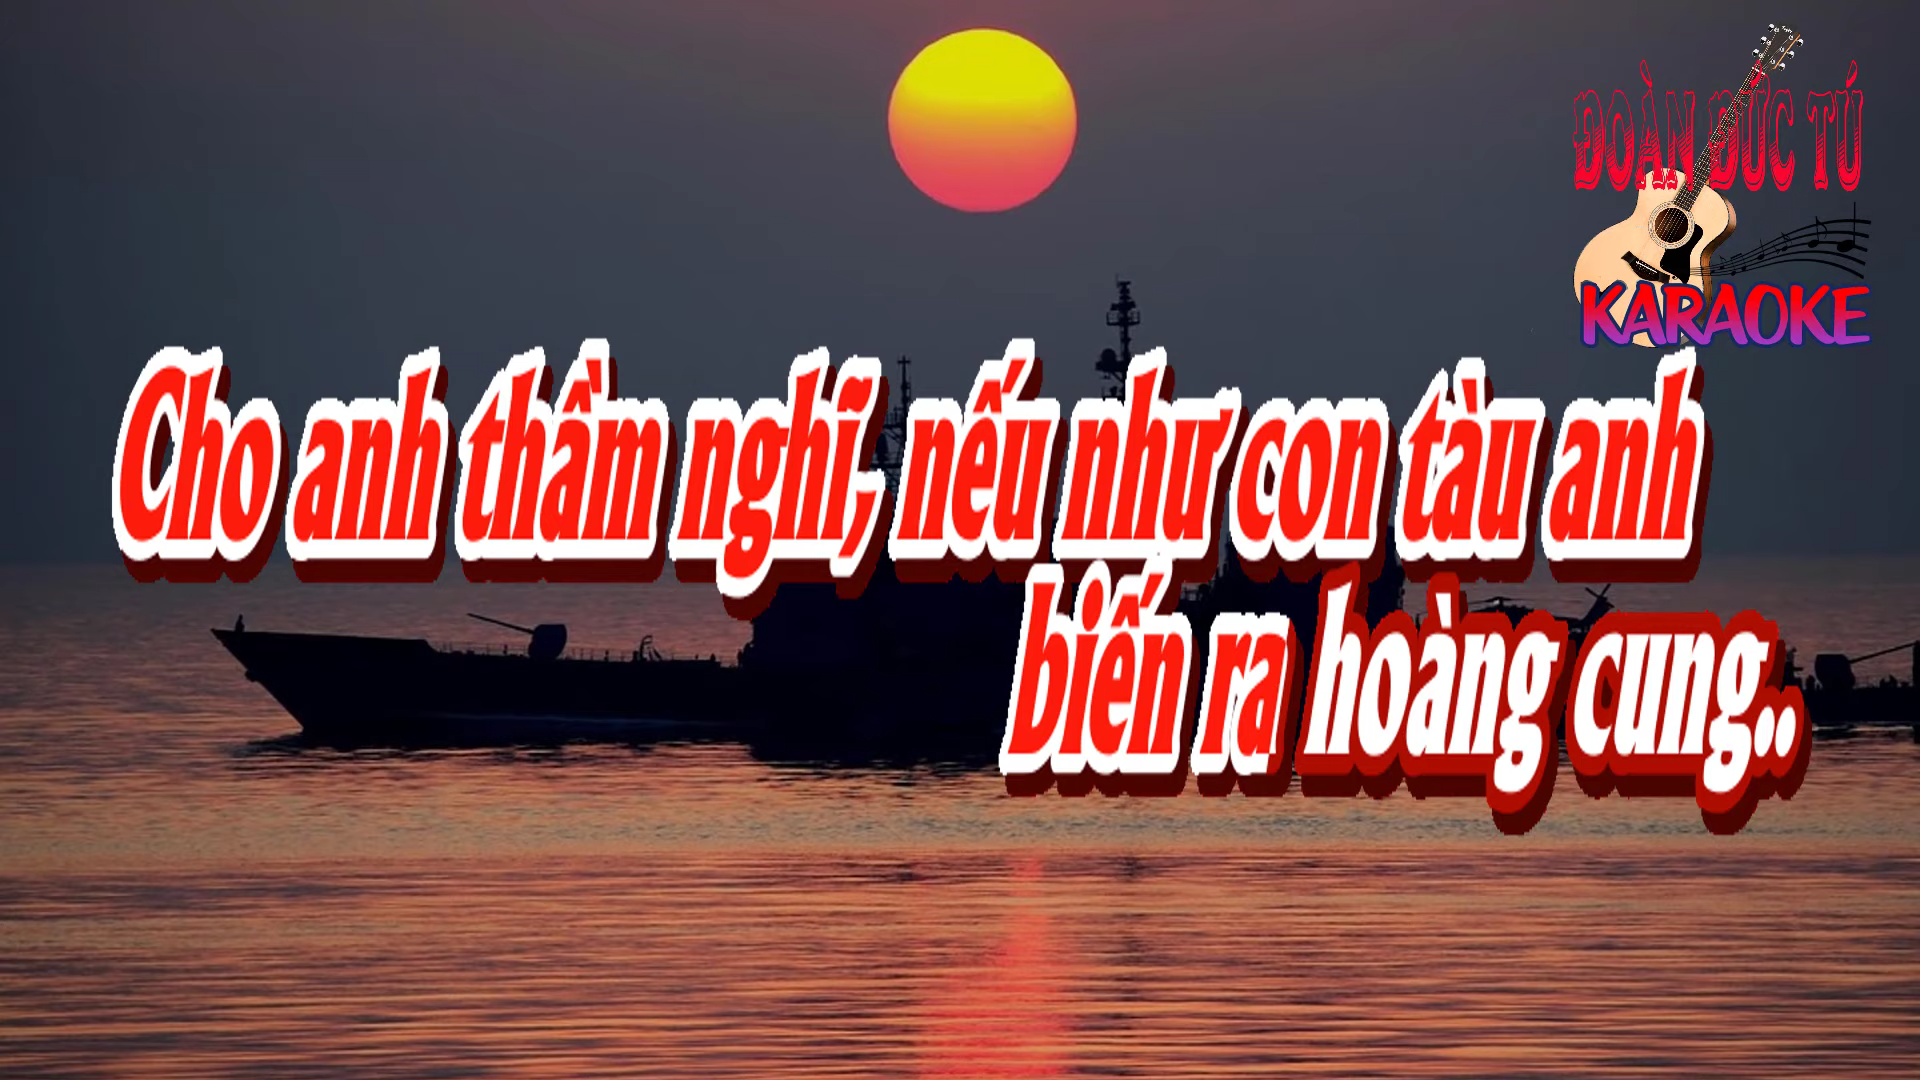 ĐOÀN ĐỨC TÚ
KARAOKE
Cho anh thầm nghĩ, nếu như con tàu anh
biến ra hoàng cung..